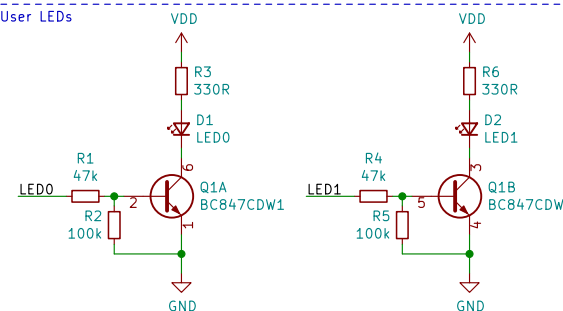 User LEDs
VDD
R3
330R
D1
LED0
R1
47k
LED0
R2
100k
2
6
1
Q1A
BC847CDW1
GND
VDD
R6
330R
D2
LED1
R4
47k
LED1
R5
100k
5
3
4
Q1B
BC847CDW
GND